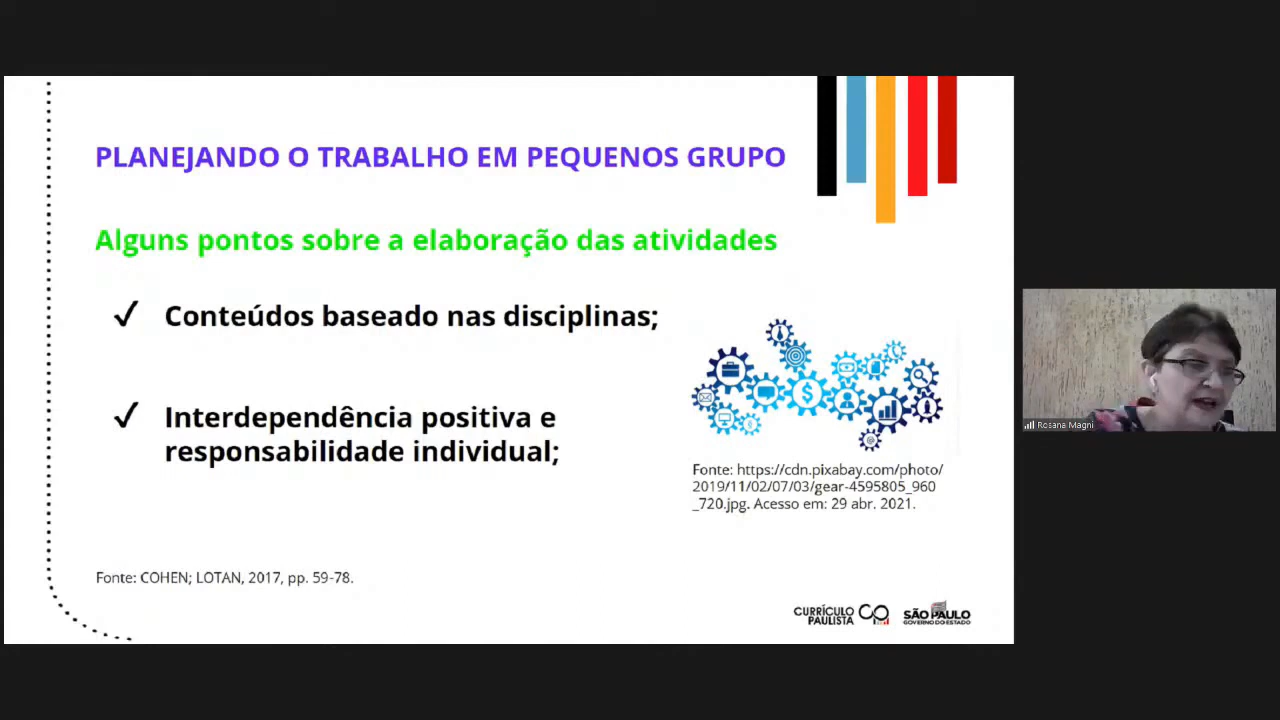 PLANEJANDO O TRABALHO EM PEQUENOS GRUPO
Alguns pontos sobre a elaboração das atividades
✓ Conteúdos baseado nas disciplinas;
✓ Interdependência positiva e
responsabilidade individual;
Fonte: https://cdn.pixabay.com/photo/
2019/11/02/07/03/gear-4595805_960
_720.jpg. Acesso em: 29 abr. 2021.
Fonte: COHEN; LOTAN, 2017, pp. 59-78.
CURRÍCULO
PAULISTA
SÃO PAULO
GOVERNO DO ESTADO
Rosana Magni